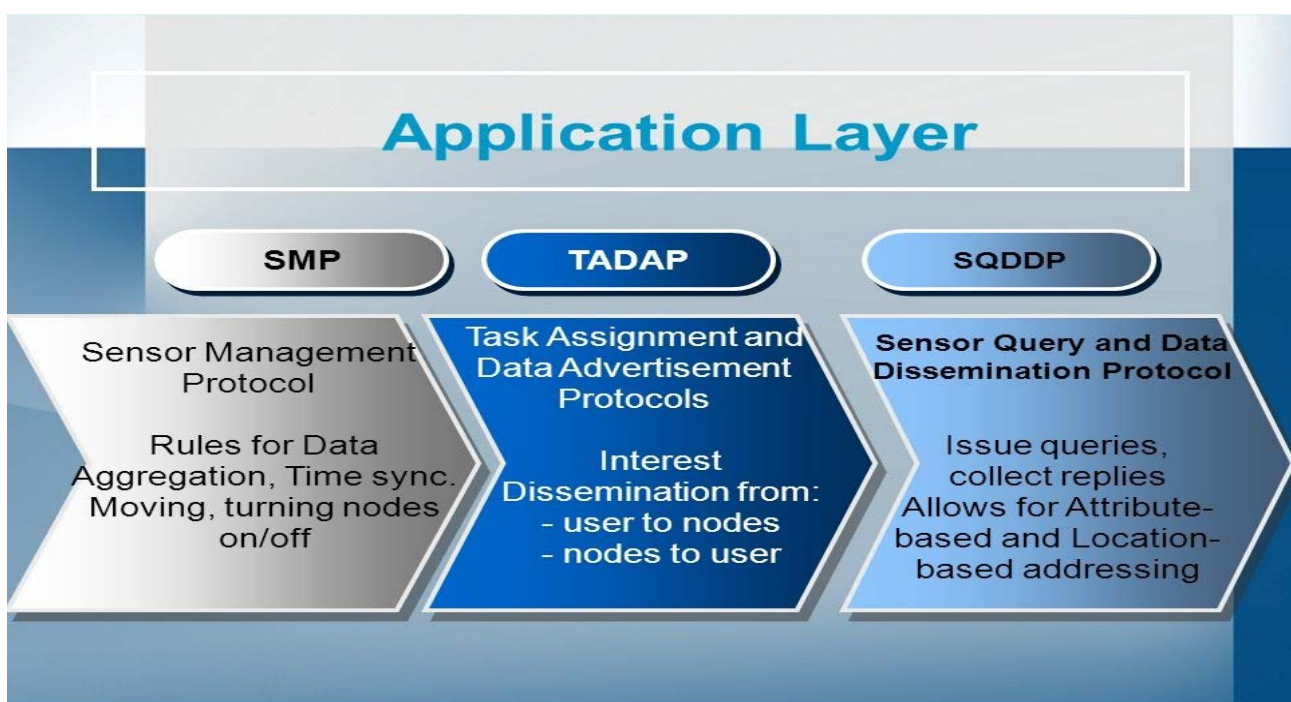 Application Layer
SMP
Sensor Management
Protocol
Rules for Data
Aggregation, Time sync.
Moving, turning nodes
on/off
TADAP
Task Assignment and
Data Advertisement
Protocols
Interest
Dissemination from:
- user to nodes
- nodes to user
SQDDP
Sensor Query and Data
Dissemination Protocol
Issue queries,
collect replies
Allows for Attribute-
based and Location-
based addressing